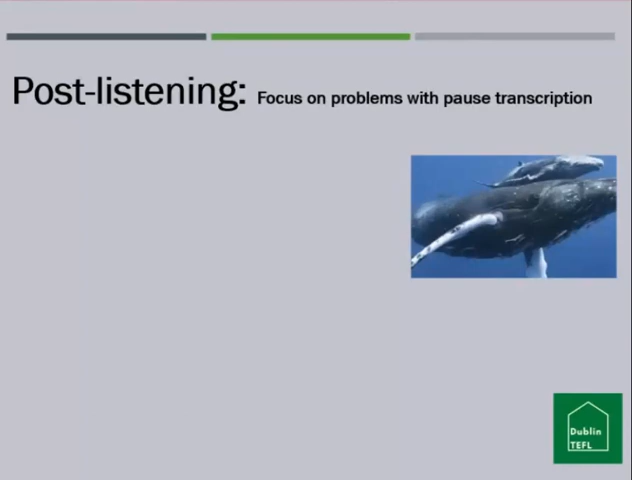 Post-listening: Focus on problems with pause transcription
Dublin
TEFL